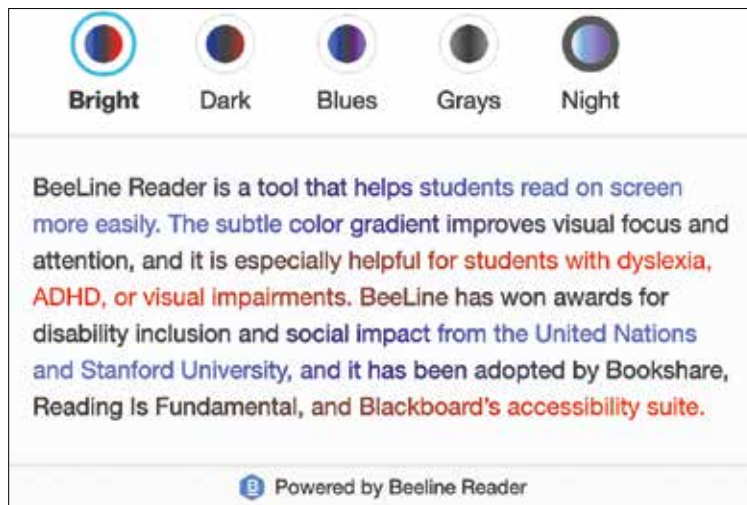 Bright Dark Blues Grays Night
BeeLine Reader is a tool that helps students read on screen
more easily. The subtle color gradient improves visual focus and
attention, and it is especially helpful for students with dyslexia,
ADHD, or visual impairments. BeeLine has won awards for
disability inclusion and social impact from the United Nations
and Stanford University, and it has been adopted by Bookshare,
Reading Is Fundamental, and Blackboard's accessibility suite.
B Powered by Beeline Reader